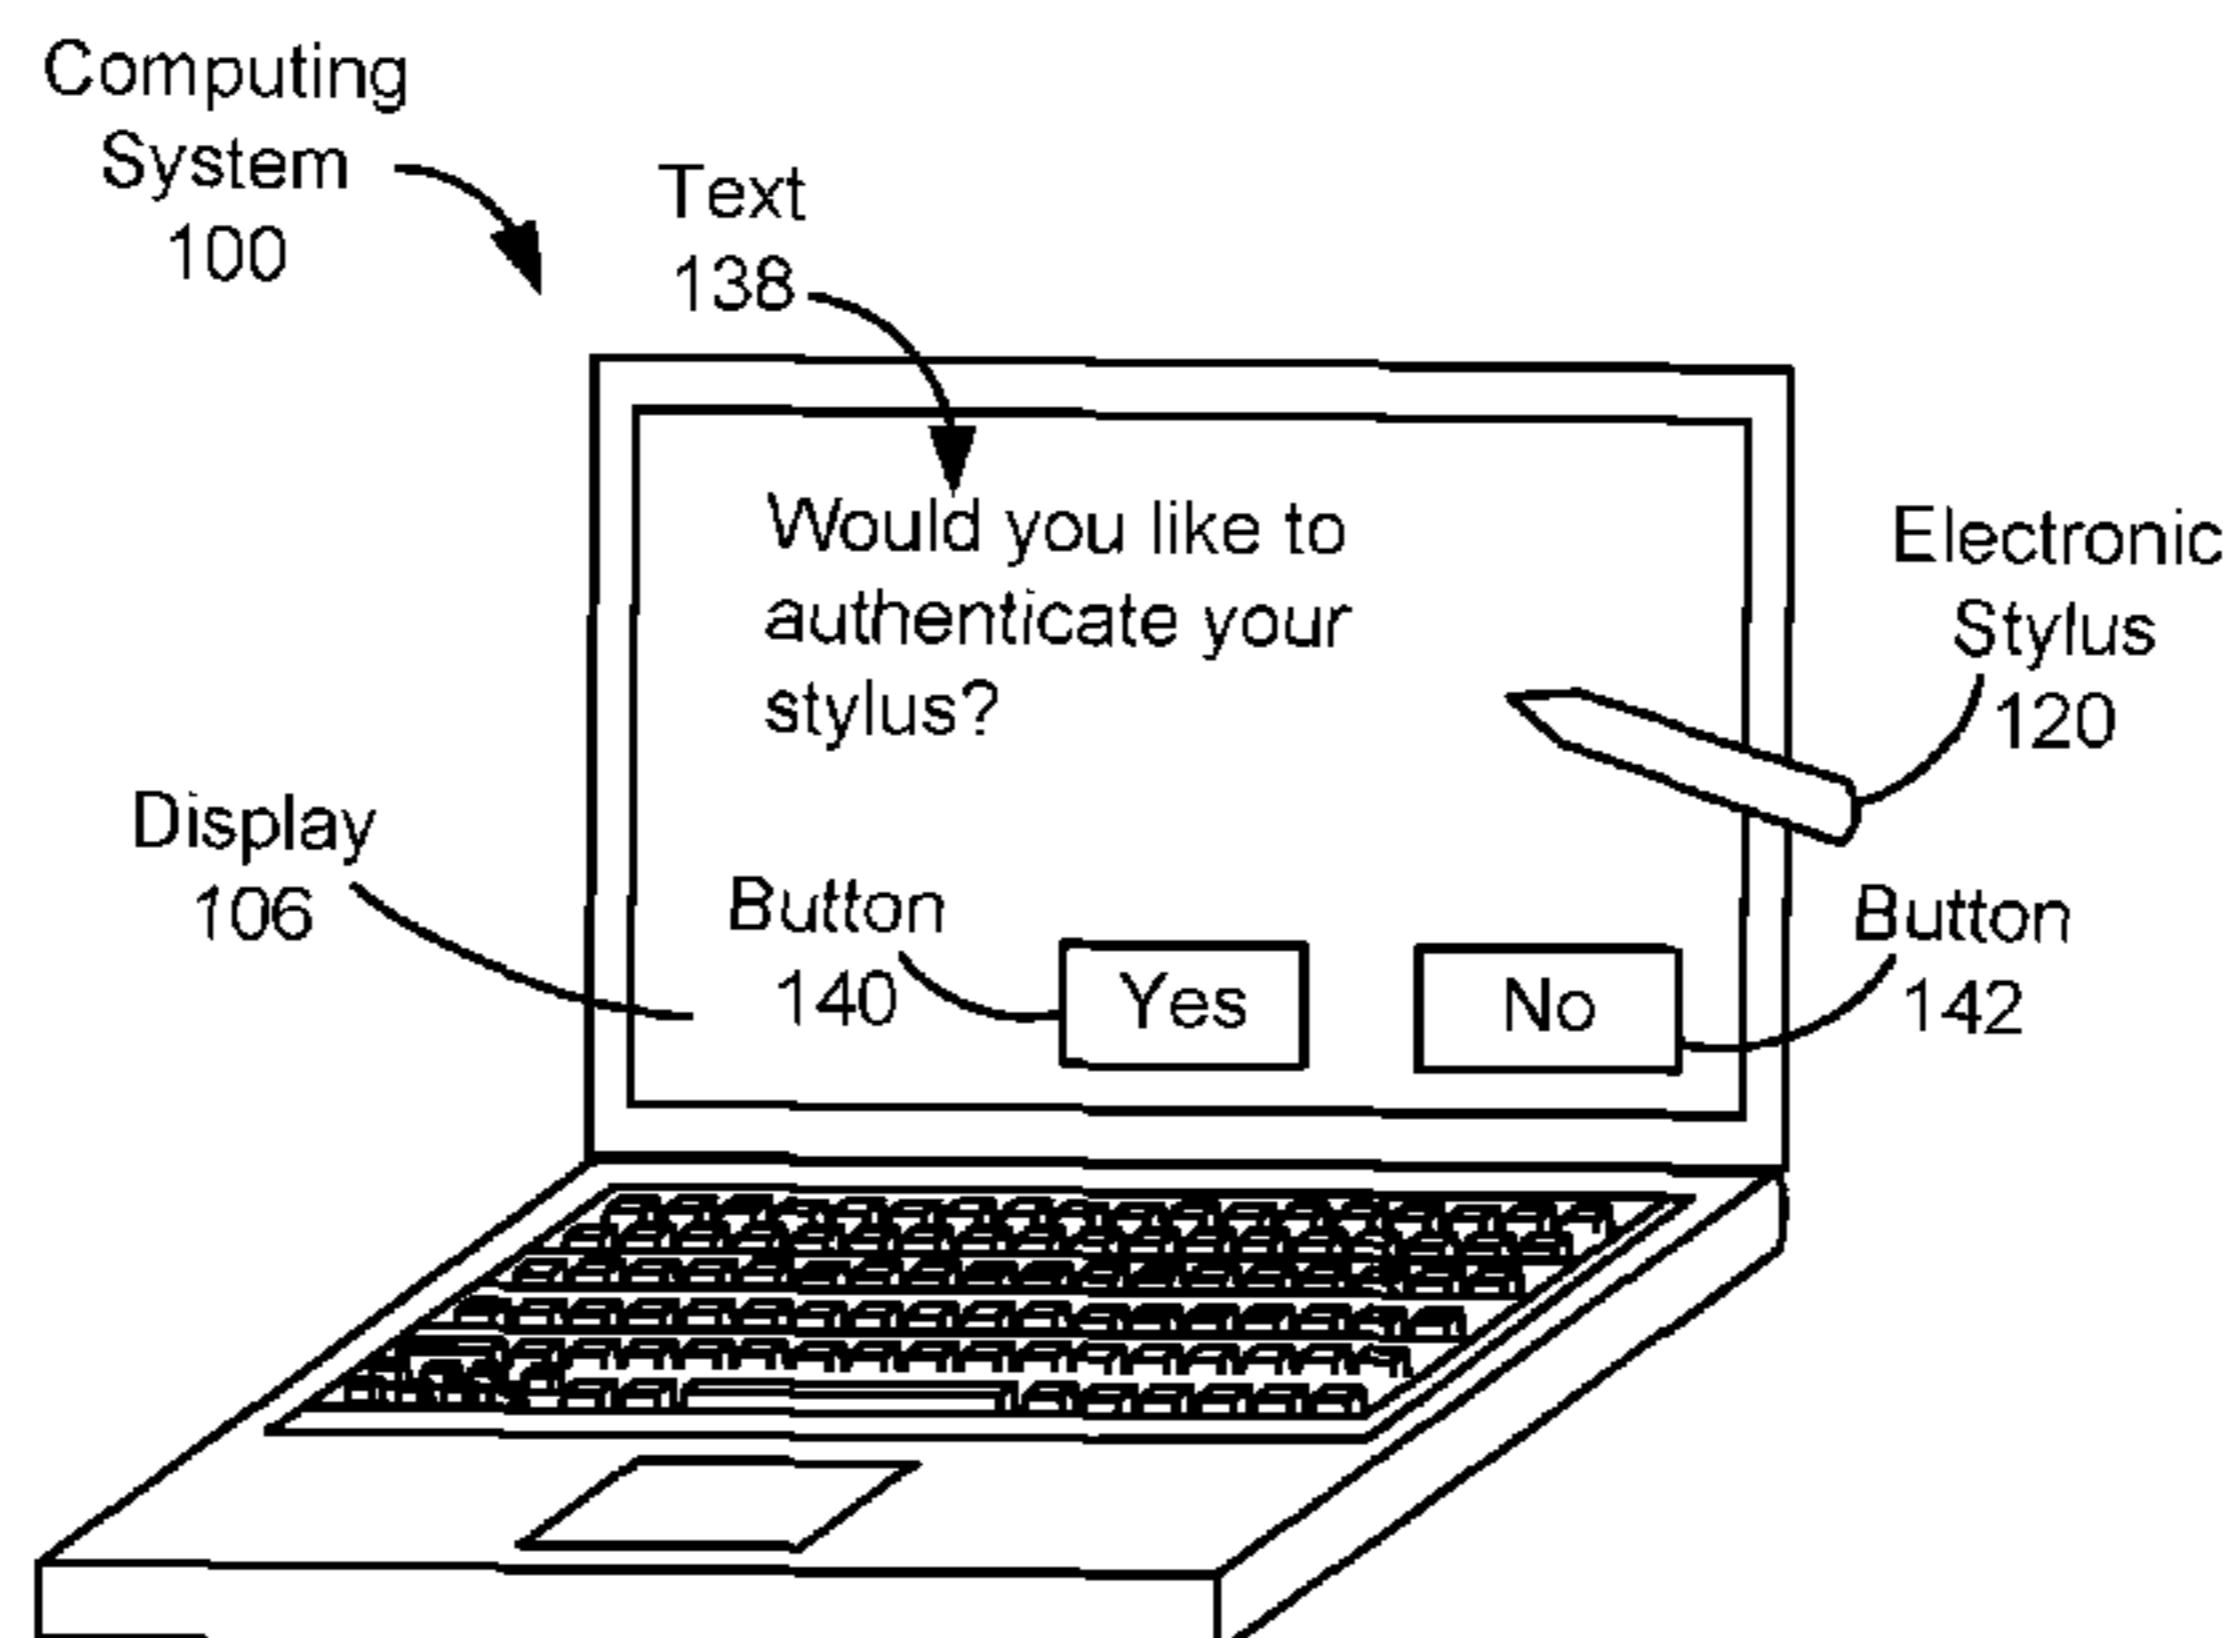 Computing
System
100
Text
138
Would you like to
authenticate your
stylus?
Electronic
Stylus
120
Display
106
Button
140
Yes
No
Button
142